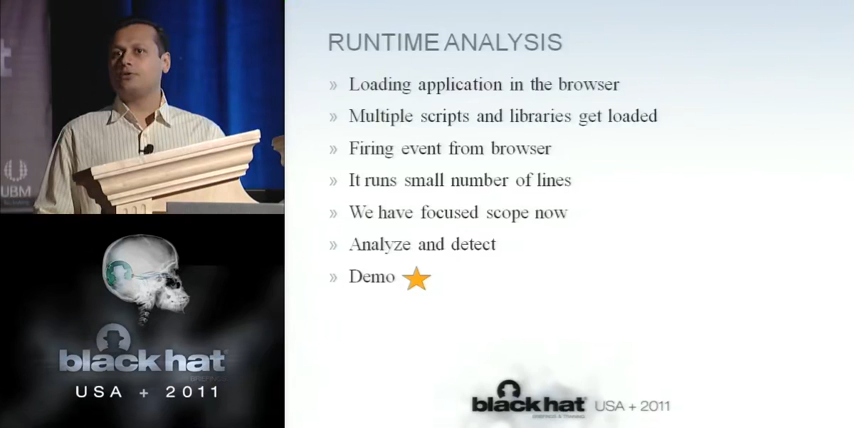 RUNTIME ANALYSIS
» Loading application in the browser
» Multiple scripts and libraries get loaded
» Firing event from browser
» It runs small number of lines
» We have focused scope now
» Analyze and detect
» Demo
UBM
black hat
USA + 2011
black hat USA + 2011